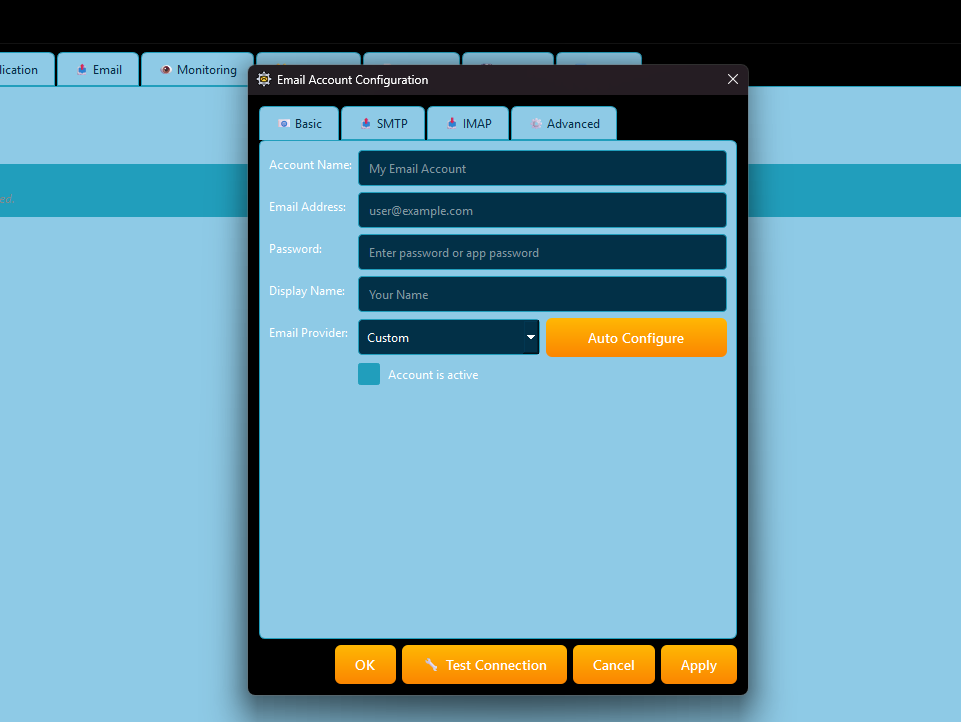 lication Email Monitoring
Email Account Configuration
Basic SMTP IMAP Advanced
Account Name: My Email Account
ed.
Email Address: user@example.com
Password: Enter password or app password
Display Name: Your Name
Email Provider: Custom Auto Configure
Account is active
OK Test Connection Cancel Apply